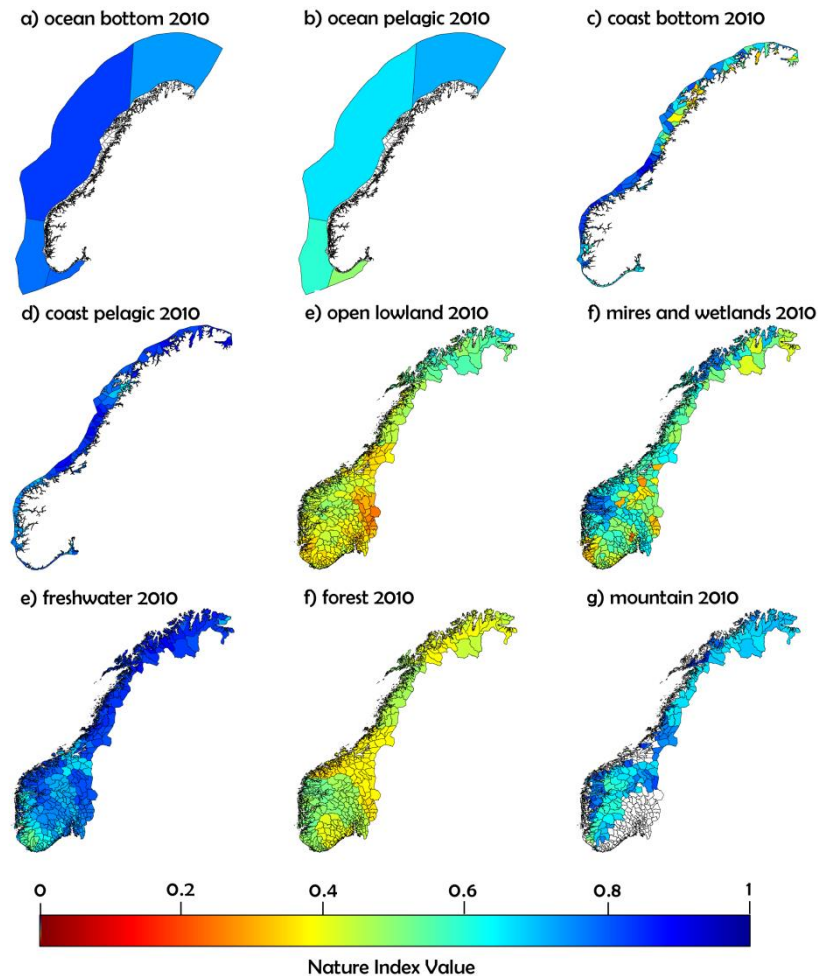 a) ocean bottom 2010
b) ocean pelagic 2010
c) coast bottom 2010
d) coast pelagic 2010
e) open lowland 2010
f) mires and wetlands 2010
e) freshwater 2010
f) forest 2010
g) mountain 2010
0 0.2 0.4 0.6 0.8 1
Nature Index Value